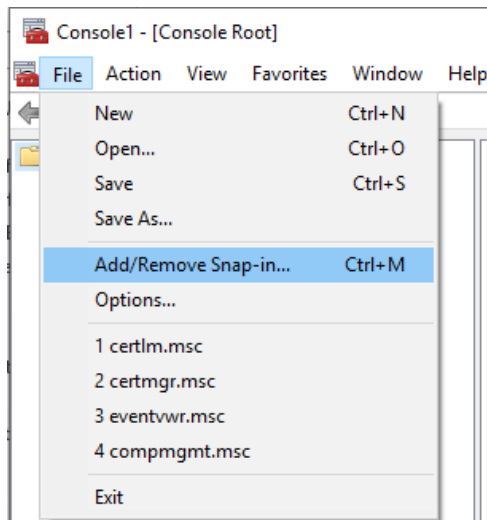 Console1 - [Console Root]
File Action View Favorites Window Help
New Ctrl+N
Open... Ctrl+O
Save Ctrl+S
Save As...
Add/Remove Snap-in... Ctrl+M
Options...
1 certlm.msc
2 certmgr.msc
3 eventvwr.msc
4 compmgmt.msc
Exit